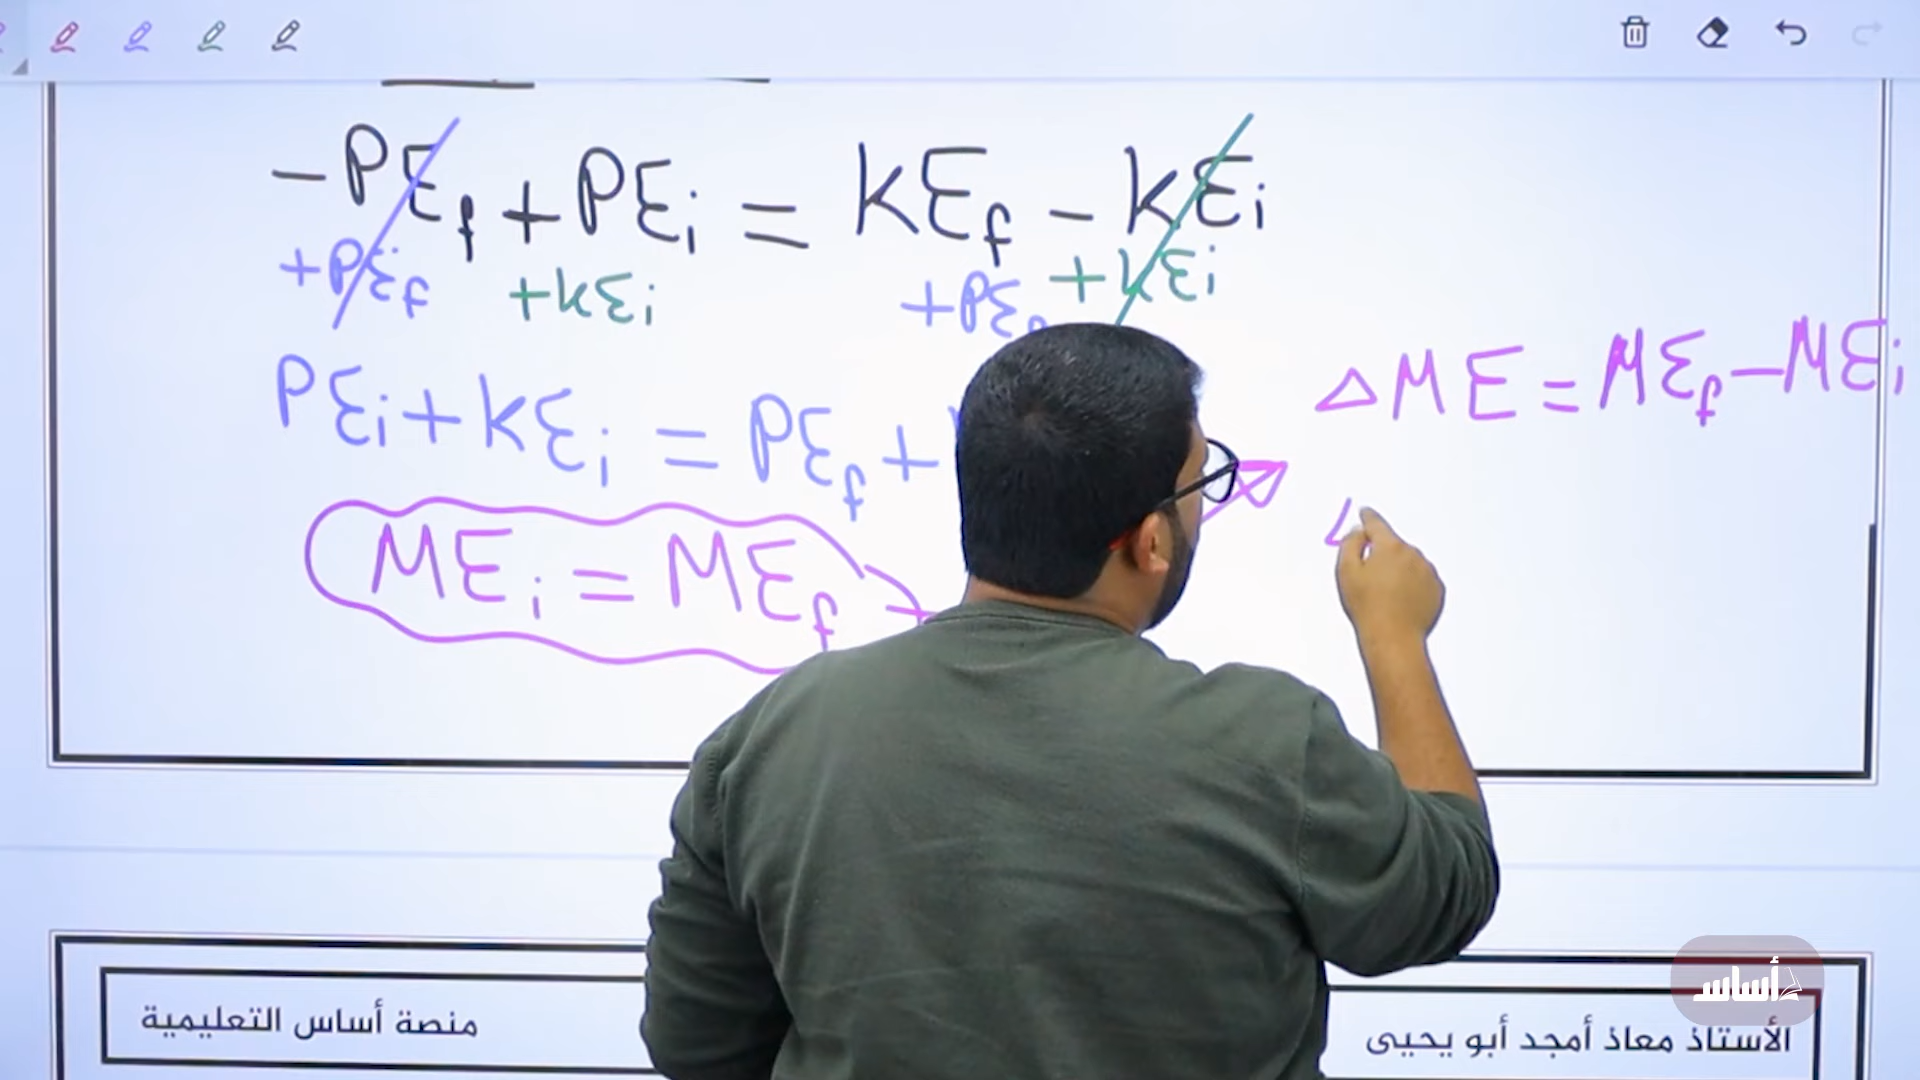 -PEf + PEi = KEf - KEi
+PEf +KEi +PE +KEi
PEi + KEi = PEf +
ΔME = MEf - MEi
MEi = MEf
Δ
منصة أساس التعليمية
الأستاذ معاذ أمجد أبو يحيى
أساس